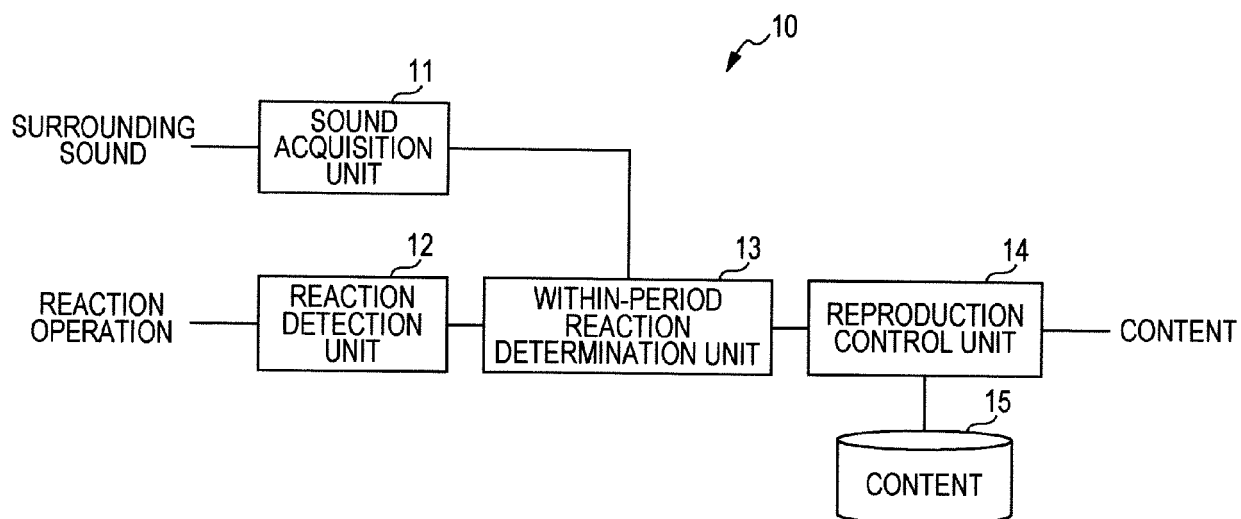 10
11
SURROUNDING
SOUND
SOUND
ACQUISITION
UNIT
12
REACTION
OPERATION
REACTION
DETECTION
UNIT
13
WITHIN-PERIOD
REACTION
DETERMINATION UNIT
14
REPRODUCTION
CONTROL UNIT
CONTENT
15
CONTENT